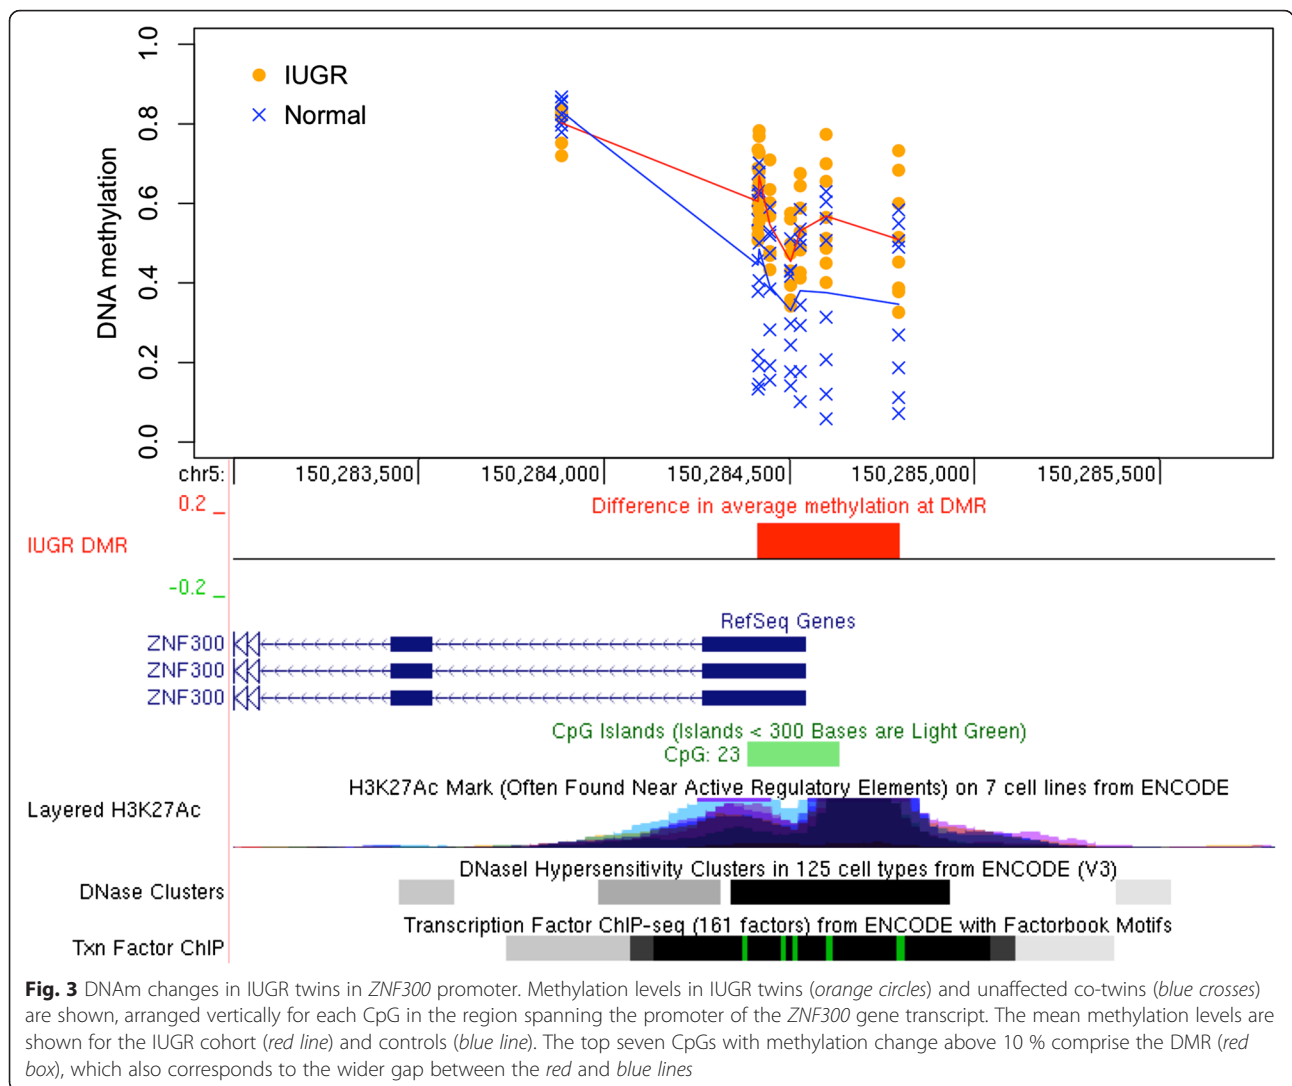 1.0
0.8
0.6
0.4
0.2
0.0
DNA methylation
IUGR
Normal
chr5: 150,283,500 150,284,000 150,284,500 150,285,000 150,285,500
0.2 _
Difference in average methylation at DMR
IUGR DMR
-0.2 _
RefSeq Genes
ZNF300
ZNF300
ZNF300
CpG Islands (Islands < 300 Bases are Light Green)
CpG: 23
H3K27Ac Mark (Often Found Near Active Regulatory Elements) on 7 cell lines from ENCODE
Layered H3K27Ac
DNaseI Hypersensitivity Clusters in 125 cell types from ENCODE (V3)
DNase Clusters
Transcription Factor ChIP-seq (161 factors) from ENCODE with Factorbook Motifs
Txn Factor ChIP
Fig. 3 DNAm changes in IUGR twins in ZNF300 promoter. Methylation levels in IUGR twins (orange circles) and unaffected co-twins (blue crosses)
are shown, arranged vertically for each CpG in the region spanning the promoter of the ZNF300 gene transcript. The mean methylation levels are
shown for the IUGR cohort (red line) and controls (blue line). The top seven CpGs with methylation change above 10 % comprise the DMR (red
box), which also corresponds to the wider gap between the red and blue lines